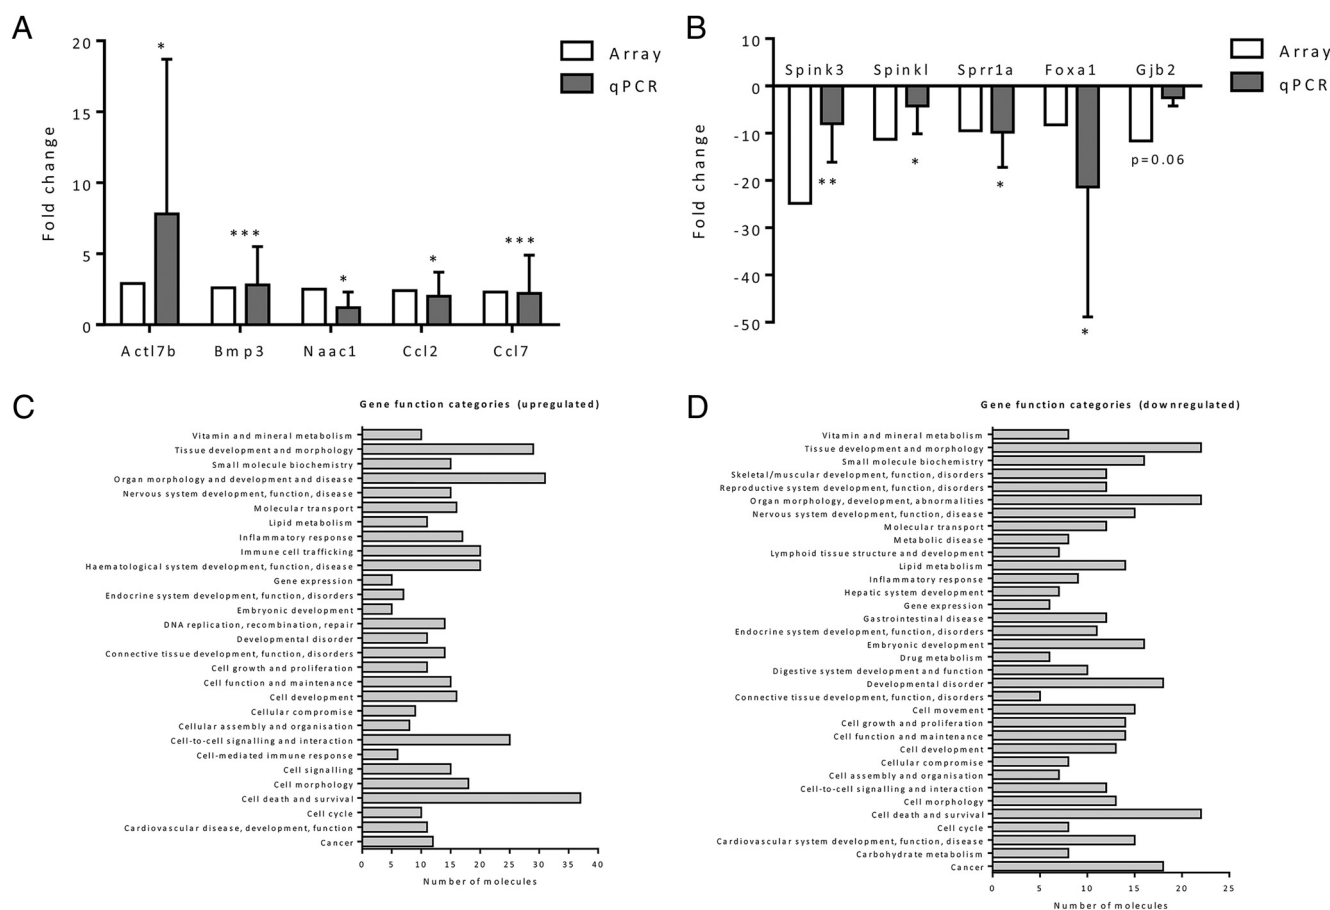 A
Fold change
20
15
10
5
0
*
***
*
*
***
Actl7b
Bmp3
Naac1
Ccl2
Ccl7
Array
qPCR
B
Fold change
10
0
-10
-20
-30
-40
-50
Spink3
Spinkl
Sprr1a
Foxa1
Gjb2
**
*
*
*
p=0.06
Array
qPCR
C
Gene function categories (upregulated)
Vitamin and mineral metabolism
Tissue development and morphology
Small molecule biochemistry
Organ morphology and development and disease
Nervous system development, function, disease
Molecular transport
Lipid metabolism
Inflammatory response
Immune cell trafficking
Haematological system development, function, disease
Gene expression
Endocrine system development, function, disorders
Embryonic development
DNA replication, recombination, repair
Developmental disorder
Connective tissue development, function, disorders
Cell growth and proliferation
Cell function and maintenance
Cell development
Cellular compromise
Cellular assembly and organisation
Cell-to-cell signalling and interaction
Cell-mediated immune response
Cell signalling
Cell morphology
Cell death and survival
Cell cycle
Cardiovascular disease, development, function
Cancer
0 5 10 15 20 25 30 35 40
Number of molecules
D
Gene function categories (downregulated)
Vitamin and mineral metabolism
Tissue development and morphology
Small molecule biochemistry
Skeletal/muscular development, function, disorders
Reproductive system development, function, disorders
Organ morphology, development, abnormalities
Nervous system development, function, disease
Molecular transport
Metabolic disease
Lymphoid tissue structure and development
Lipid metabolism
Inflammatory response
Hepatic system development
Gene expression
Gastrointestinal disease
Endocrine system development, function, disorders
Embryonic development
Drug metabolism
Digestive system development and function
Developmental disorder
Connective tissue development, function, disorders
Cell movement
Cell growth and proliferation
Cell function and maintenance
Cell development
Cellular compromise
Cell assembly and organisation
Cell-to-cell signalling and interaction
Cell morphology
Cell death and survival
Cell cycle
Cardiovascular system development, function, disease
Carbohydrate metabolism
Cancer
0 5 10 15 20 25
Number of molecules